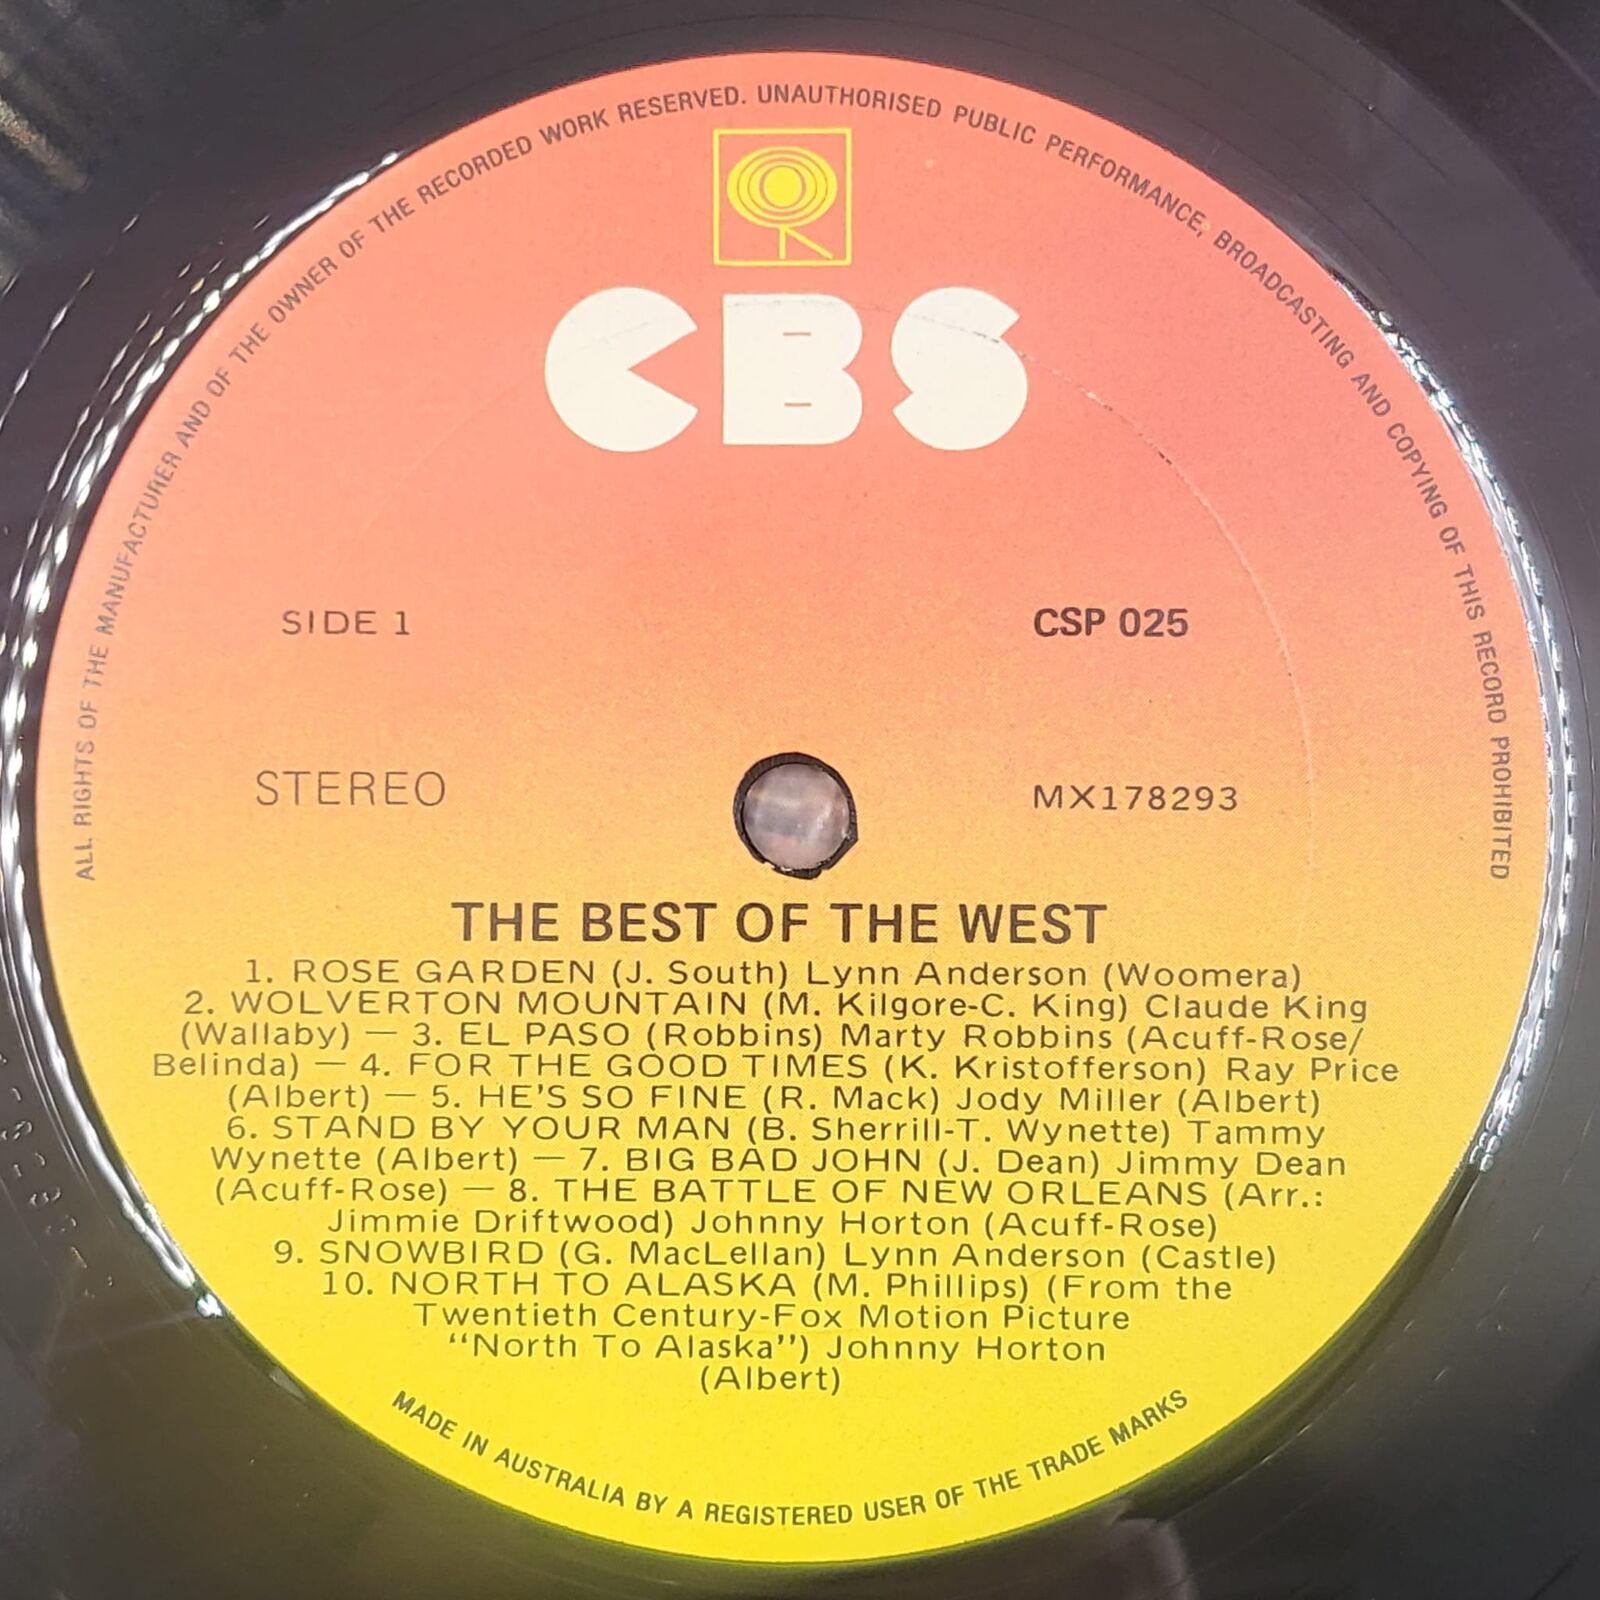 ALL RIGHTS OF THE MANUFACTURER AND OF THE OWNER OF THE RECORDED WORK RESERVED. UNAUTHORISED PUBLIC PERFORMANCE, BROADCASTING AND COPYING OF THIS RECORD PROHIBITED
CBS
SIDE 1
CSP 025
STEREO
MX178293
THE BEST OF THE WEST
1. ROSE GARDEN (J. South) Lynn Anderson (Woomera)
2. WOLVERTON MOUNTAIN (M. Kilgore-C. King) Claude King
(Wallaby) — 3. EL PASO (Robbins) Marty Robbins (Acuff-Rose/
Belinda) — 4. FOR THE GOOD TIMES (K. Kristofferson) Ray Price
(Albert) — 5. HE'S SO FINE (R. Mack) Jody Miller (Albert)
6. STAND BY YOUR MAN (B. Sherrill-T. Wynette) Tammy
Wynette (Albert) — 7. BIG BAD JOHN (J. Dean) Jimmy Dean
(Acuff-Rose) — 8. THE BATTLE OF NEW ORLEANS (Arr.:
Jimmie Driftwood) Johnny Horton (Acuff-Rose)
9. SNOWBIRD (G. MacLellan) Lynn Anderson (Castle)
10. NORTH TO ALASKA (M. Phillips) (From the
Twentieth Century-Fox Motion Picture
“North To Alaska”) Johnny Horton
(Albert)
MADE IN AUSTRALIA BY A REGISTERED USER OF THE TRADE MARKS